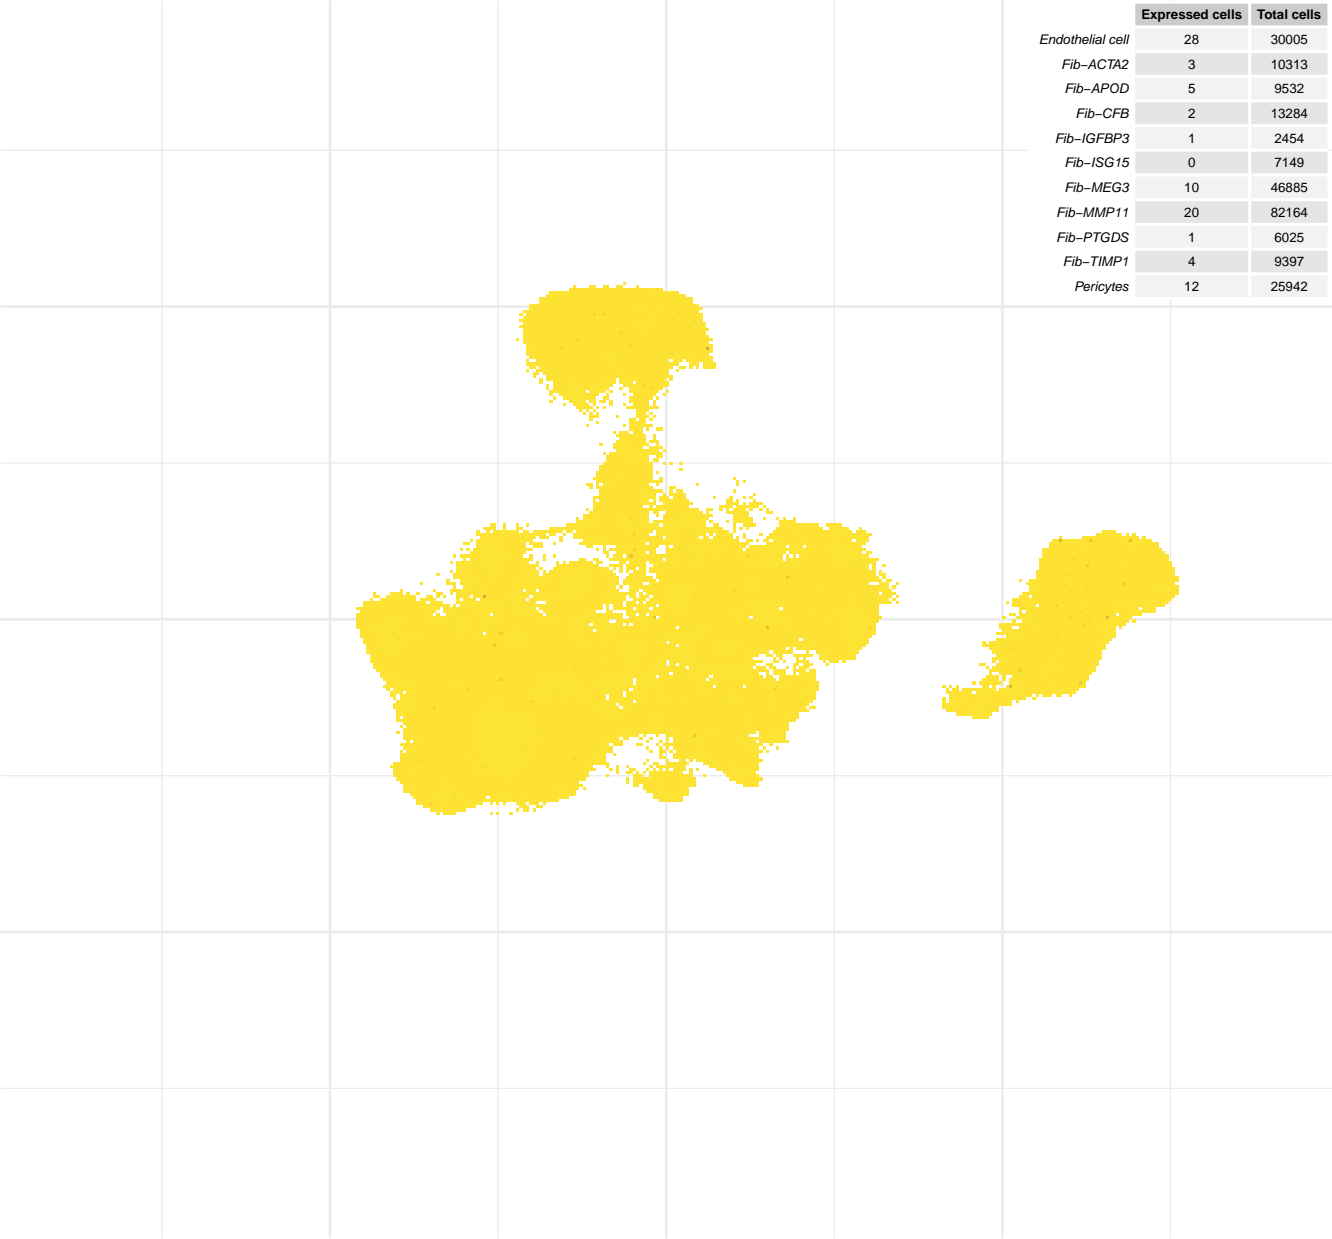 Expressed cells Total cells
Endothelial cell 28 30005
Fib−ACTA2 3 10313
Fib−APOD 5 9532
Fib−CFB 2 13284
Fib−IGFBP3 1 2454
Fib−ISG15 0 7149
Fib−MEG3 10 46885
Fib−MMP11 20 82164
Fib−PTGDS 1 6025
Fib−TIMP1 4 9397
Pericytes 12 25942